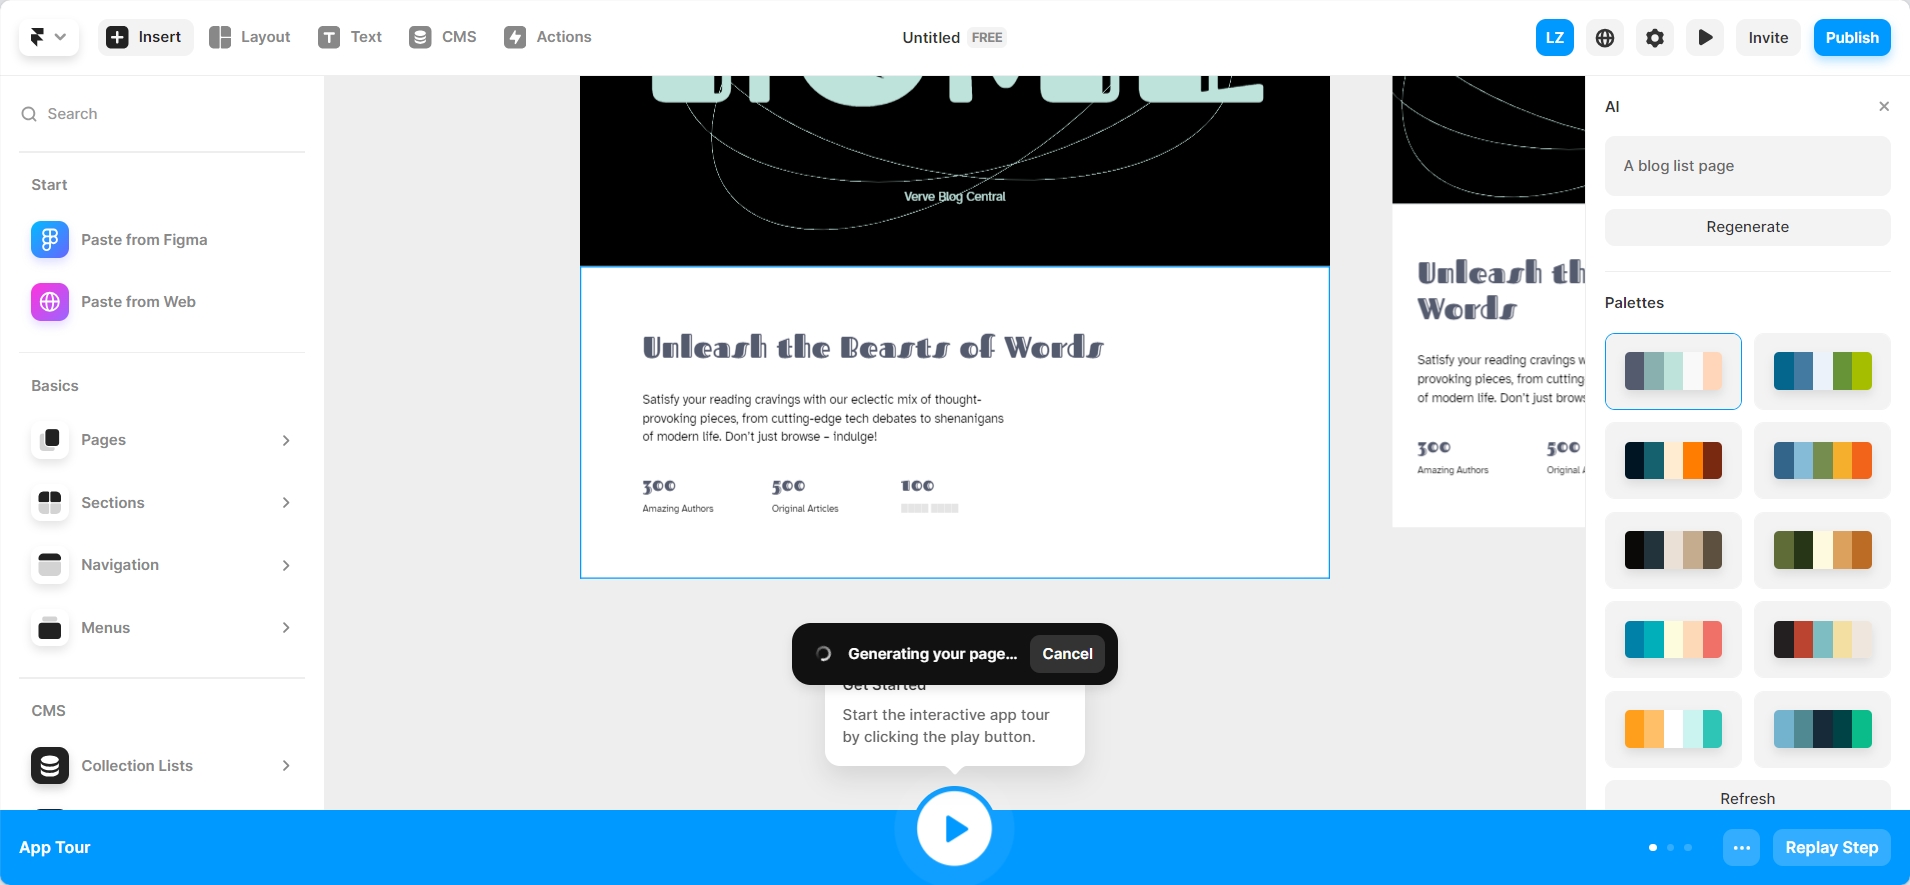 Insert
Layout
Text
CMS
Actions
Untitled FREE
LZ
Invite
Publish
Search
Start
Paste from Figma
Paste from Web
Basics
Pages
Sections
Navigation
Menus
CMS
Collection Lists
Verve Blog Central
Unleash the Beasts of Words
Satisfy your reading cravings with our eclectic mix of thought-
provoking pieces, from cutting-edge tech debates to shenanigans
of modern life. Don't just browse – indulge!
300
Amazing Authors
500
Original Articles
100
Unleash th
Words
Satisfy your reading cravings w
provoking pieces, from cutting
of modern life. Don't just brows
300
Amazing Authors
500
Original A
Generating your page...
Cancel
Get Started
Start the interactive app tour
by clicking the play button.
AI
A blog list page
Regenerate
Palettes
Refresh
App Tour
Replay Step